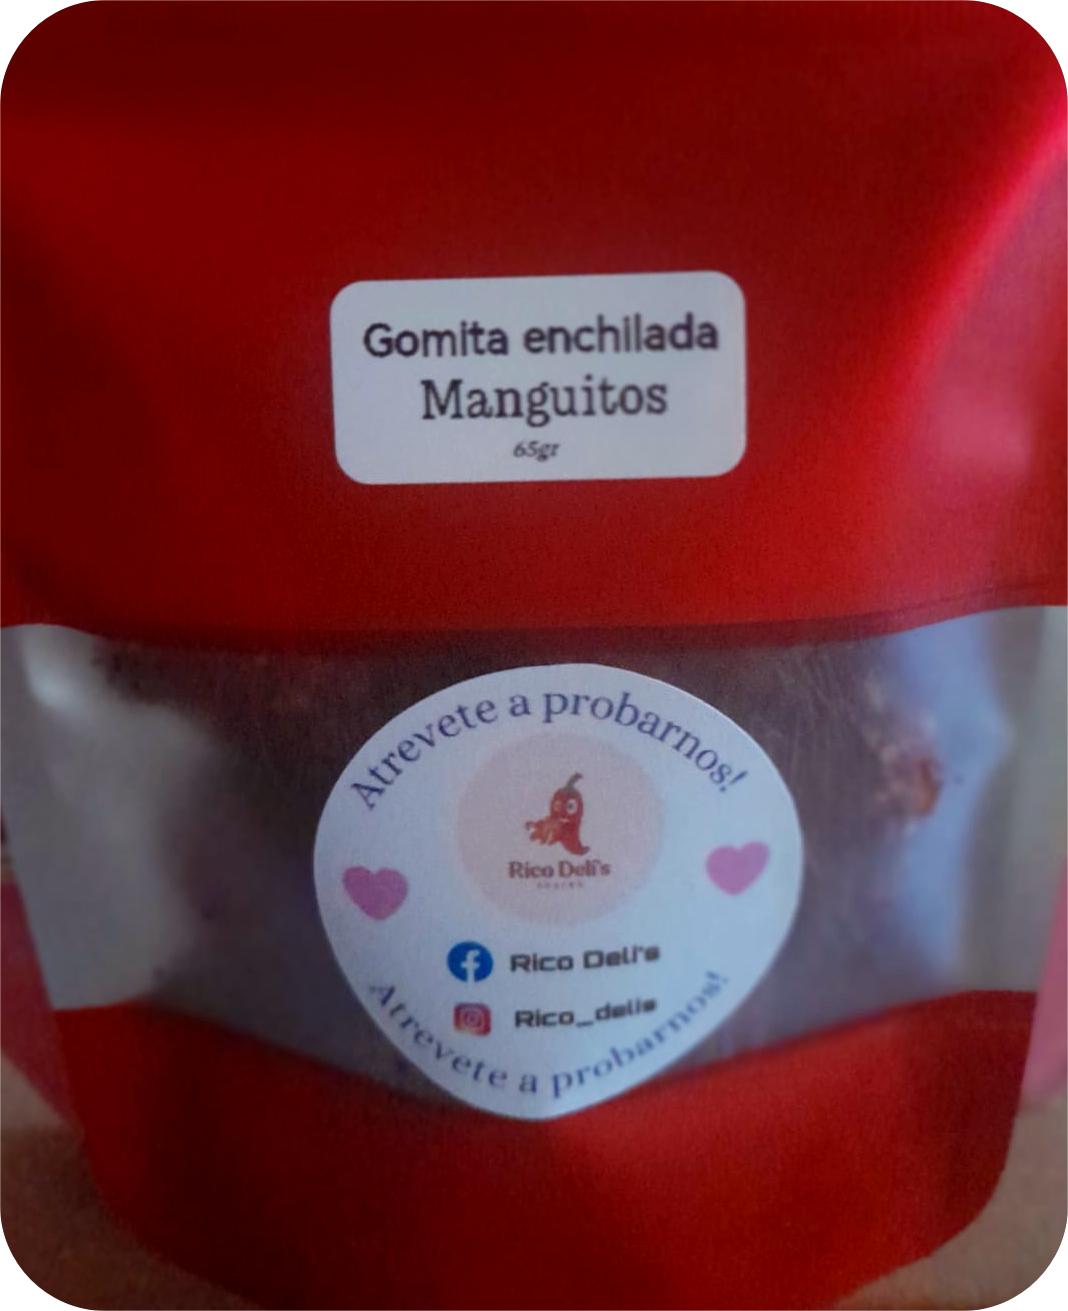 Gomita enchilada
Manguitos
65gr
Atrevete a probarnos!
Rico Deli's
Rico Deli's
Rico_delis
Atrevete a probarnos!